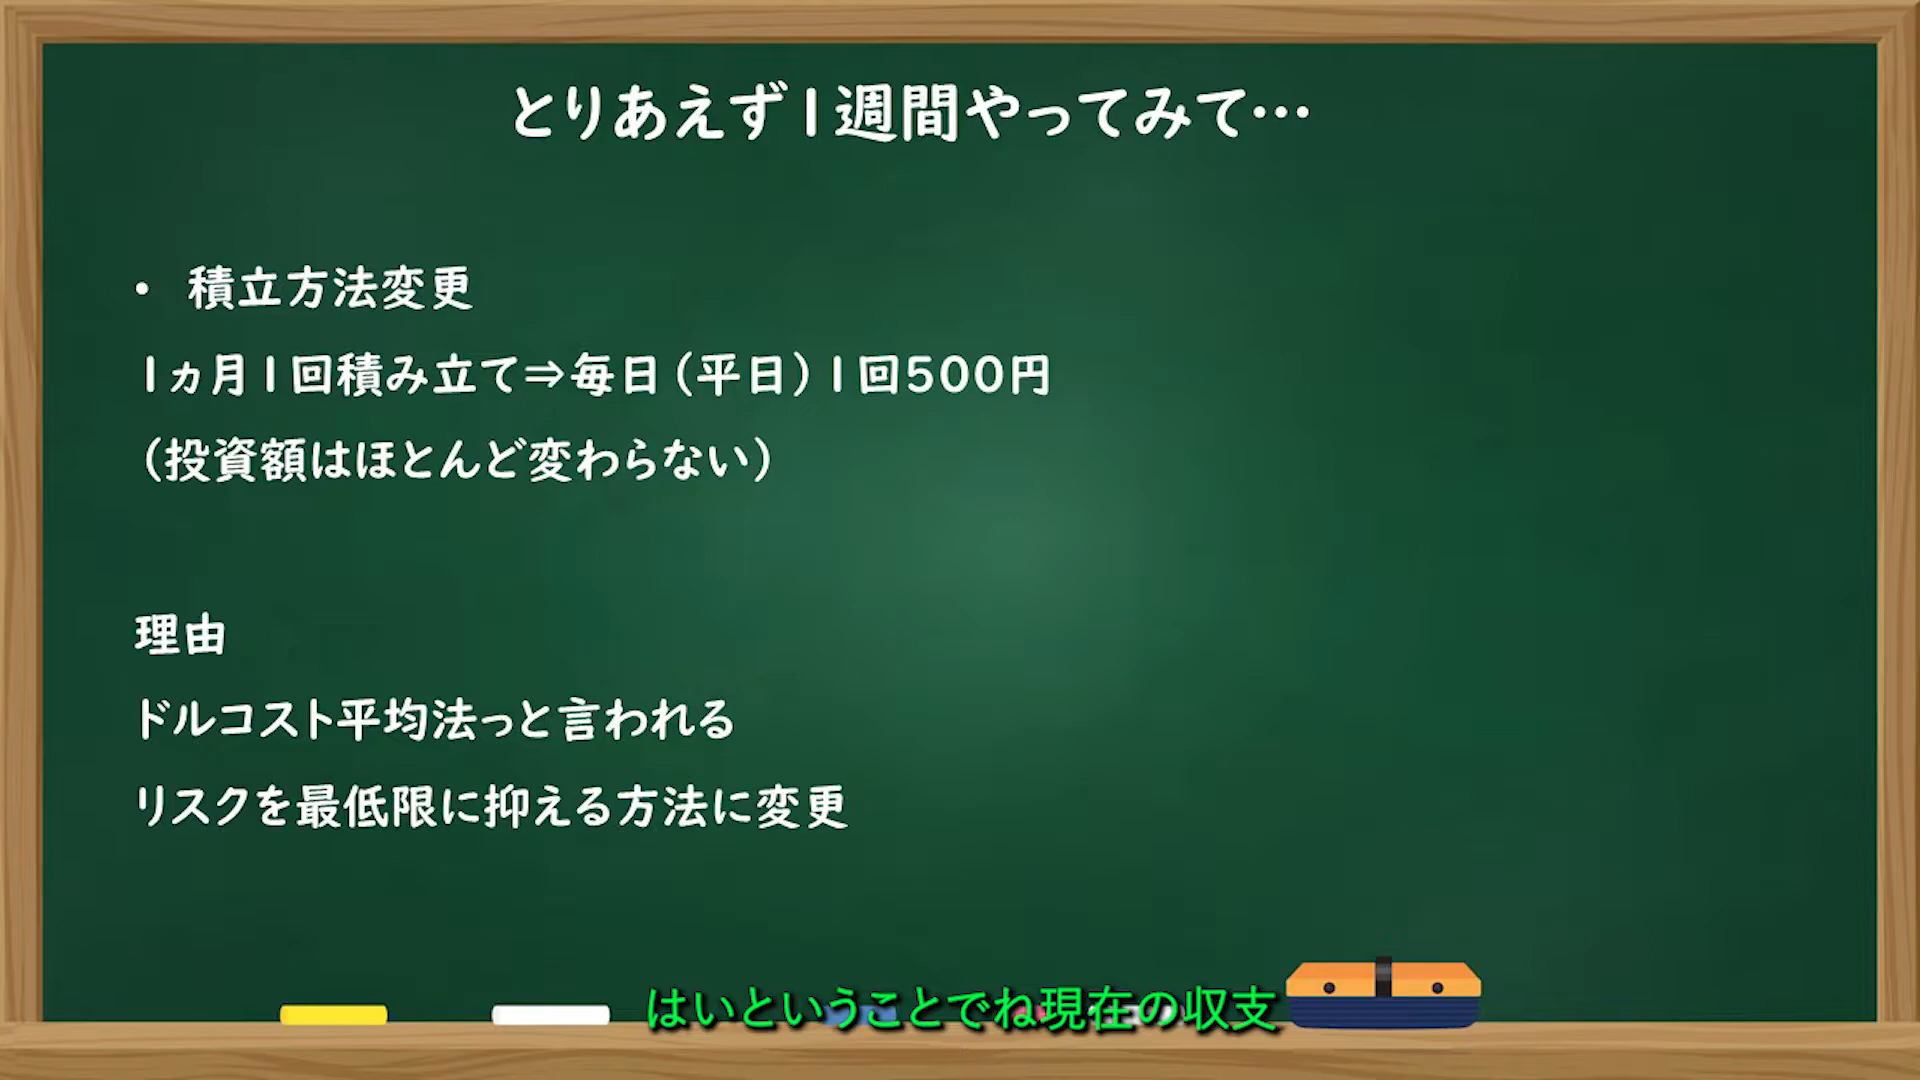 とりあえず1週間やってみて…
• 積立方法変更
1ヵ月1回積み立て⇒毎日(平日)1回500円
(投資額はほとんど変わらない)
理由
ドルコスト平均法っと言われる
リスクを最低限に抑える方法に変更
はいということでね現在の収支